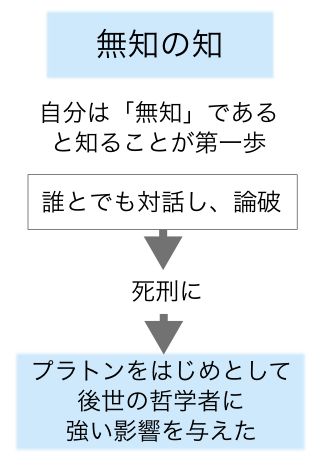 無知の知
自分は「無知」である
と知ることが第一歩
誰とでも対話し、論破
死刑に
プラトンをはじめとして
後世の哲学者に
強い影響を与えた